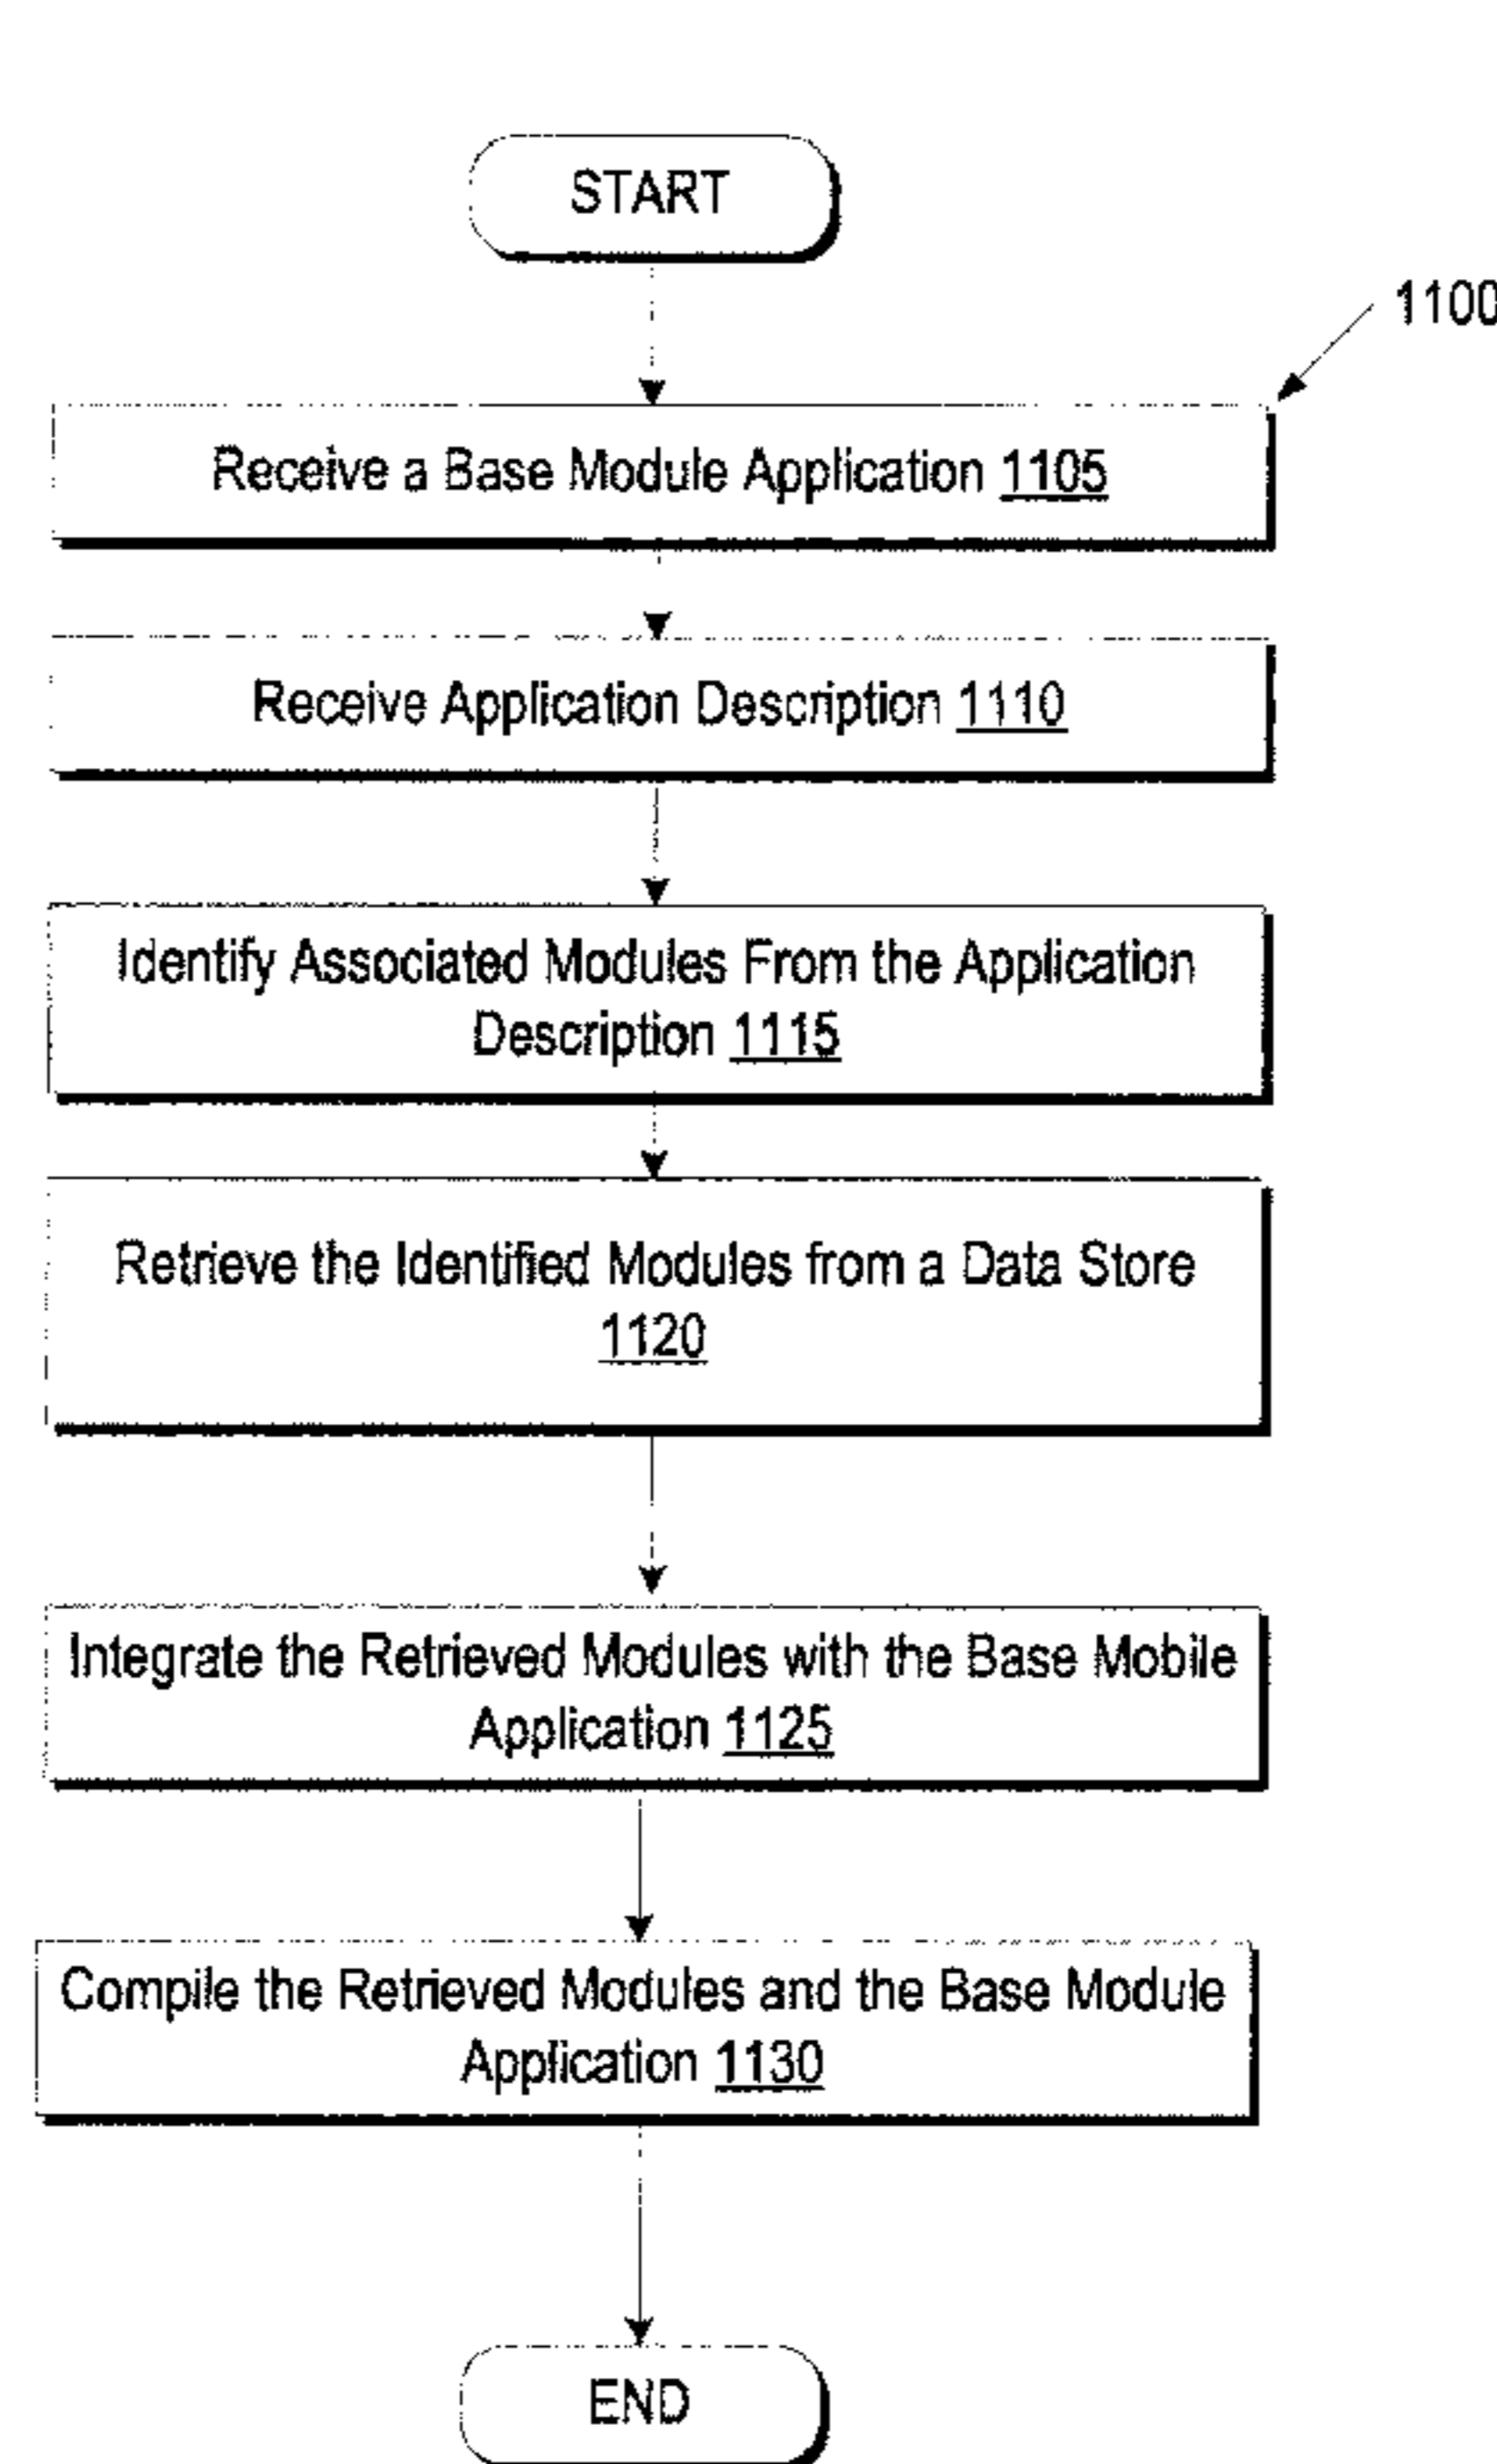 START
1100
Receive a Base Module Application 1105
Receive Application Description 1110
Identify Associated Modules From the Application
Description 1115
Retrieve the Identified Modules from a Data Store
1120
Integrate the Retrieved Modules with the Base Mobile
Application 1125
Compile the Retrieved Modules and the Base Module
Application 1130
END